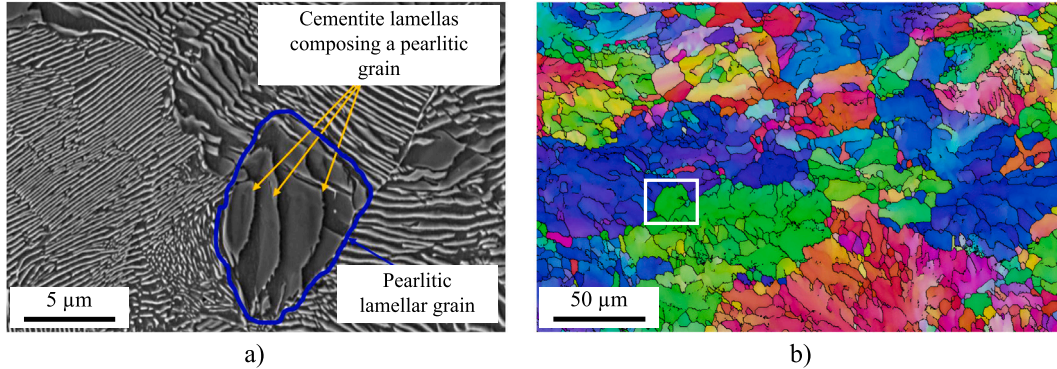 Cementite lamellas
composing a pearlitic
grain
Pearlitic
lamellar grain
5 µm
50 µm
a)
b)